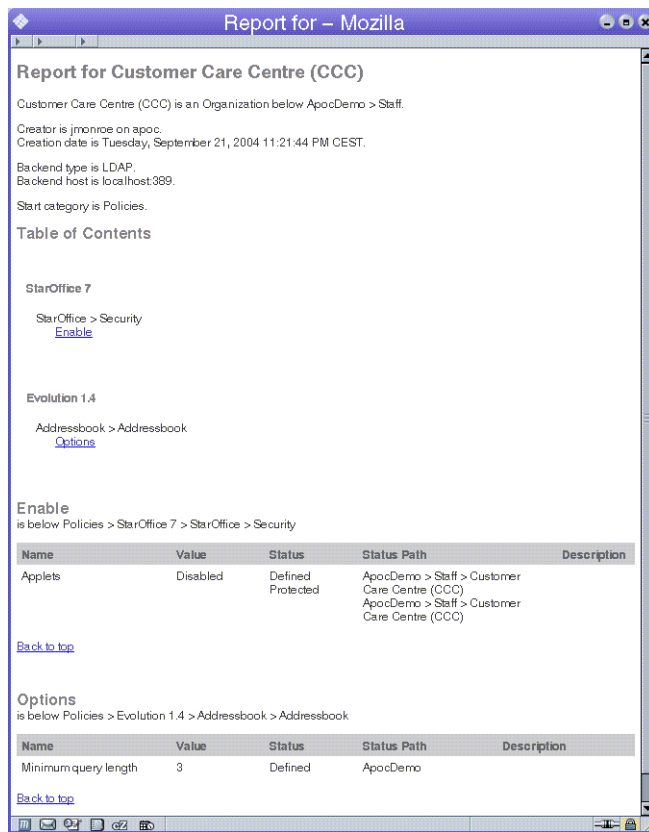 Report for – Mozilla
Report for Customer Care Centre (CCC)
Customer Care Centre (CCC) is an Organization below ApocDemo > Staff.
Creator is jmonroe on apoc.
Creation date is Tuesday, September 21, 2004 11:21:44 PM CEST.
Backend type is LDAP.
Backend host is localhost:389.
Start category is Policies.
Table of Contents
StarOffice 7
StarOffice > Security
Enable
Evolution 1.4
Addressbook > Addressbook
Options
Enable
is below Policies > StarOffice 7 > StarOffice > Security
Name Value Status Status Path Description
Applets Disabled Defined ApocDemo > Staff > Customer
Protected Care Centre (CCC)
ApocDemo > Staff > Customer
Care Centre (CCC)
Back to top
Options
is below Policies > Evolution 1.4 > Addressbook > Addressbook
Name Value Status Status Path Description
Minimum query length 3 Defined ApocDemo
Back to top